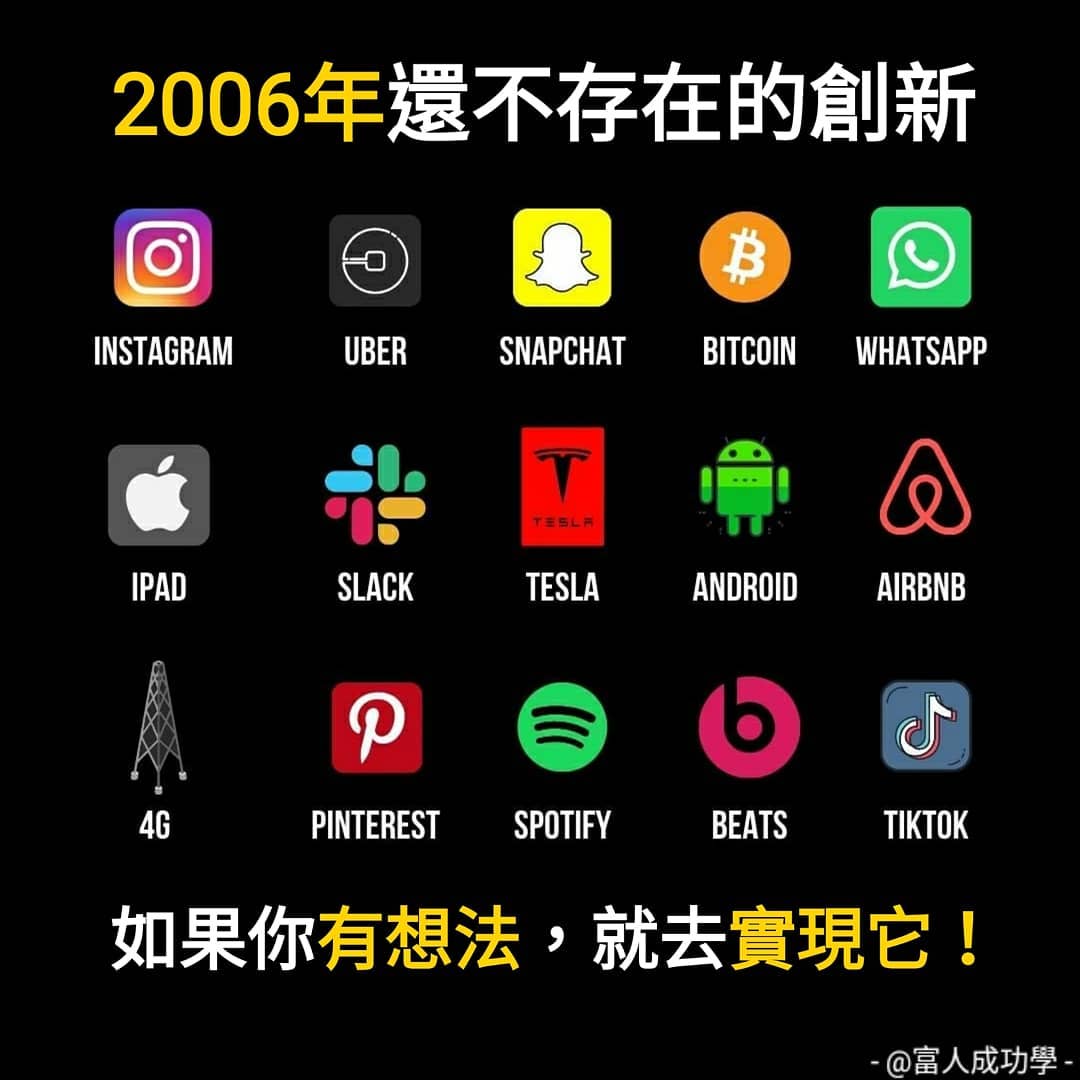 2006年還不存在的創新
INSTAGRAM UBER SNAPCHAT BITCOIN WHATSAPP
TESLA
IPAD SLACK TESLA ANDROID AIRBNB
4G PINTEREST SPOTIFY BEATS TIKTOK
如果你有想法，就去實現它！
- @富人成功學 -